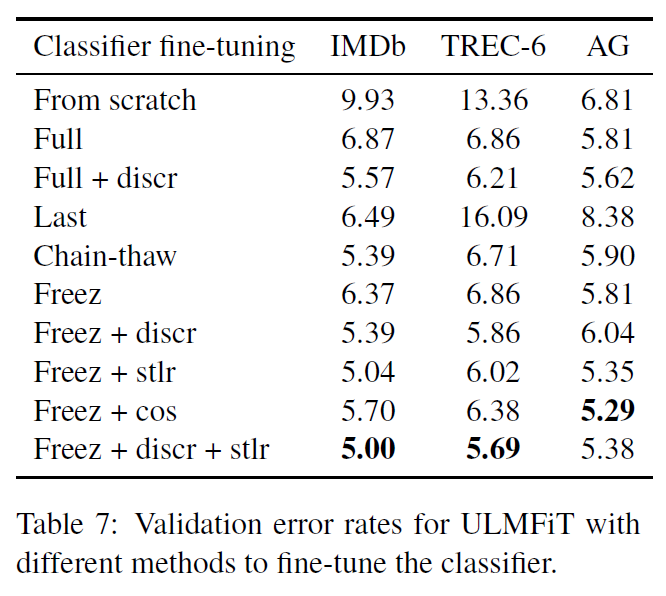 Classifier fine-tuning IMDb TREC-6 AG
From scratch 9.93 13.36 6.81
Full 6.87 6.86 5.81
Full + discr 5.57 6.21 5.62
Last 6.49 16.09 8.38
Chain-thaw 5.39 6.71 5.90
Freez 6.37 6.86 5.81
Freez + discr 5.39 5.86 6.04
Freez + stlr 5.04 6.02 5.35
Freez + cos 5.70 6.38 5.29
Freez + discr + stlr 5.00 5.69 5.38
Table 7: Validation error rates for ULMFiT with
different methods to fine-tune the classifier.